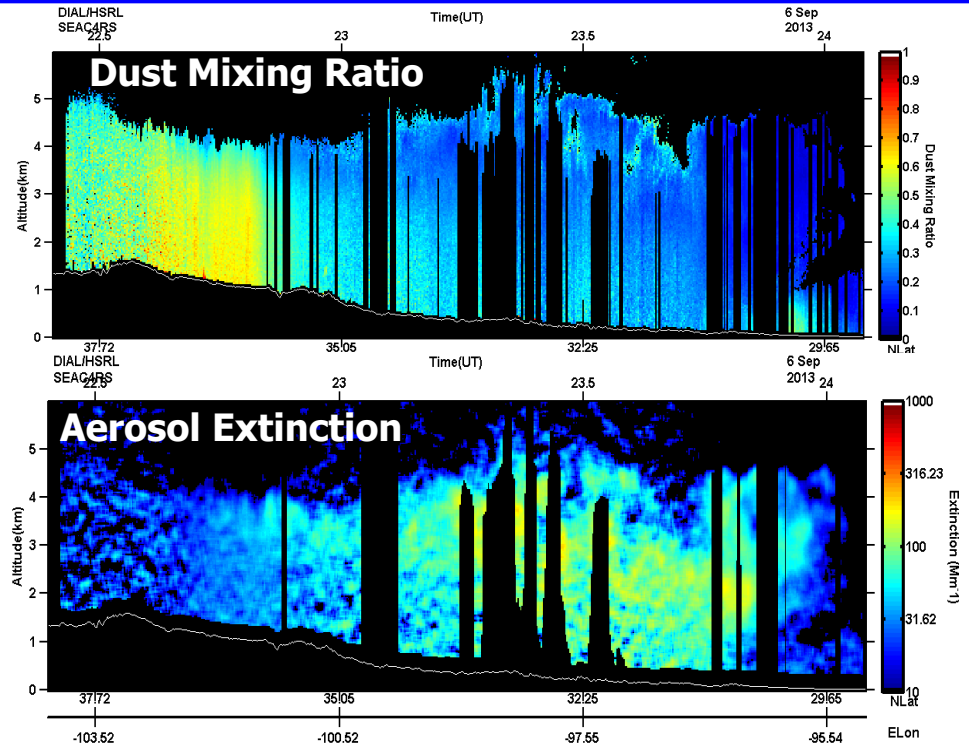 DIAL/HSRL
SEAC4RS
Time(UT)
6 Sep
2013
22.5 23 23.5 24
Dust Mixing Ratio
Altitude(km)
5
4
3
2
1
0
37.72 35.05 32.25 29.65
NLat
1
0.9
0.8
0.7
0.6
0.5
0.4
0.3
0.2
0.1
0
Dust Mixing Ratio
DIAL/HSRL
SEAC4RS
Time(UT)
6 Sep
2013
22.5 23 23.5 24
Aerosol Extinction
Altitude(km)
5
4
3
2
1
0
37.72 35.05 32.25 29.65
NLat
-103.52 -100.52 -97.55 -95.54
ELon
1000
316.23
100
31.62
10
Extinction (Mm-1)